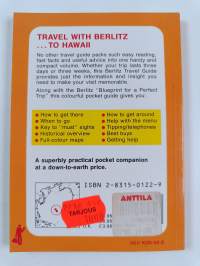 TRAVEL WITH BERLITZ
...TO HAWAII
No other travel guide packs such easy reading,
fast facts and useful advice into one handy and
compact volume. Whether your trip lasts three
days or three weeks, this Berlitz Travel Guide
provides just the information and insight you
need to make your visit memorable.
Along with the Berlitz "Blueprint for a Perfect
Trip" this colourful pocket guide gives you:
How to get there
When to go
Key to "must" sights
Historical overview
Full-colour maps
How to get around
Help with the menu
Tipping/telephones
Best buys
Getting help
A superbly practical pocket companion
at a down-to-earth price.
ISBN 2-8315-0122-9
TARJOUS
ANTTILA